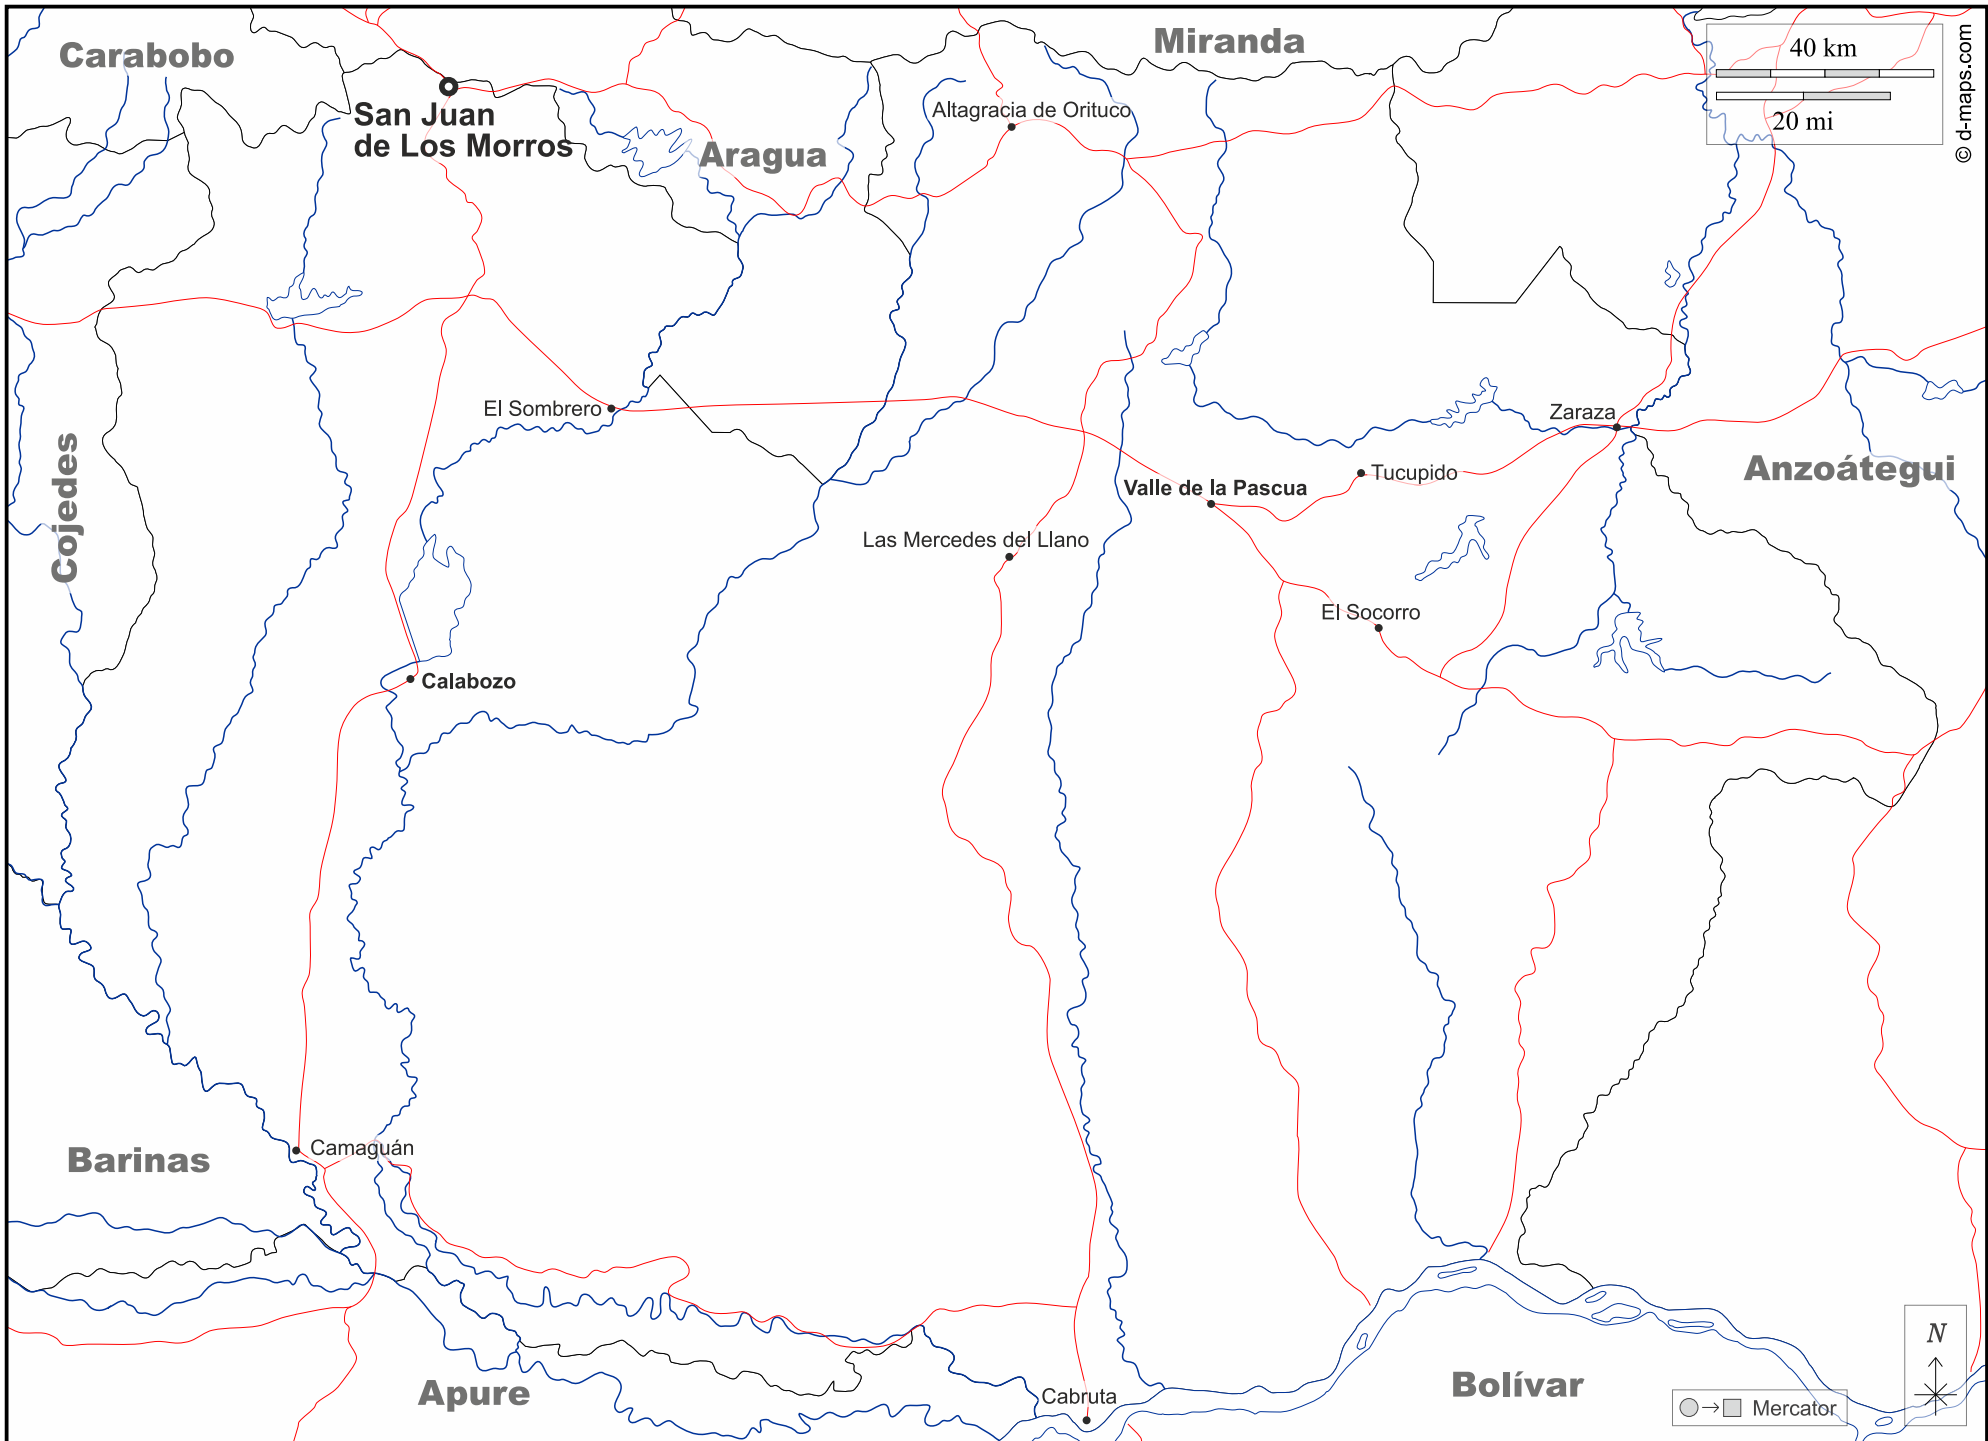 Carabobo
Miranda
40 km
20 mi
© d-maps.com
San Juan
de Los Morros
Altagracia de Orituco
Aragua
El Sombrero
Zaraza
Cojedes
Tucupido
Anzoátegui
Valle de la Pascua
Las Mercedes del Llano
El Socorro
Calabozo
Camaguán
Barinas
N
Apure
Cabruta
Bolívar
Mercator